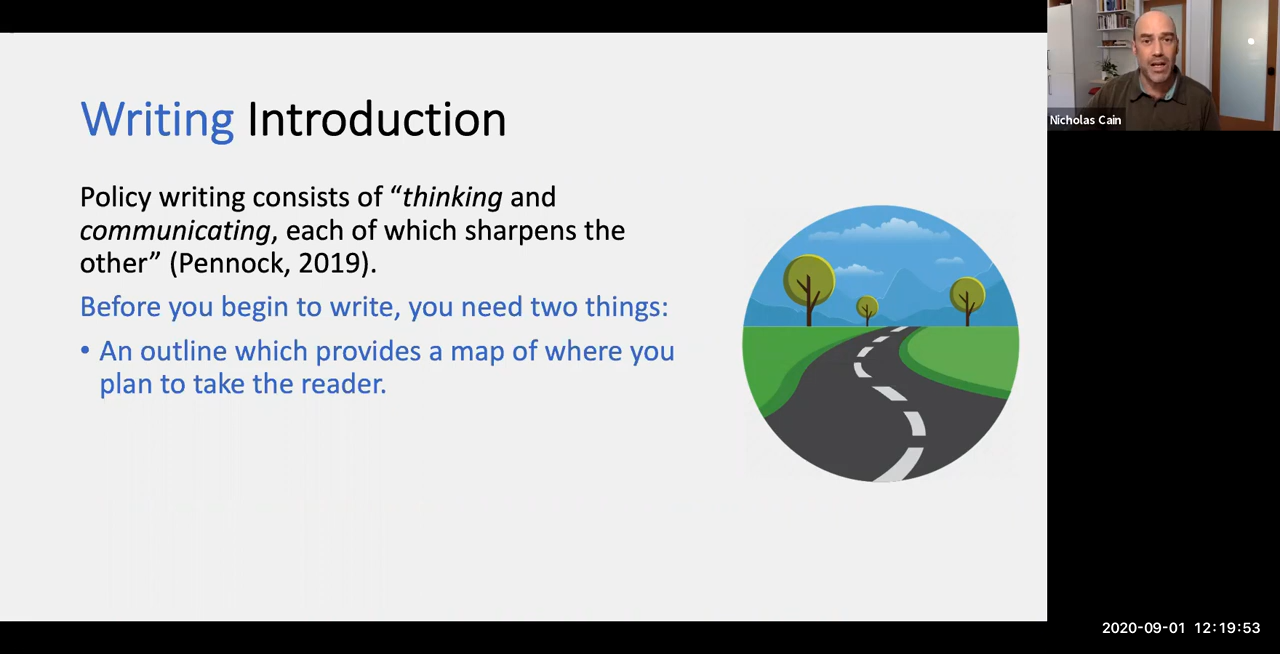 Writing Introduction
Policy writing consists of “thinking and
communicating, each of which sharpens the
other” (Pennock, 2019).
Before you begin to write, you need two things:
• An outline which provides a map of where you
plan to take the reader.
Nicholas Cain
2020-09-01 12:19:53